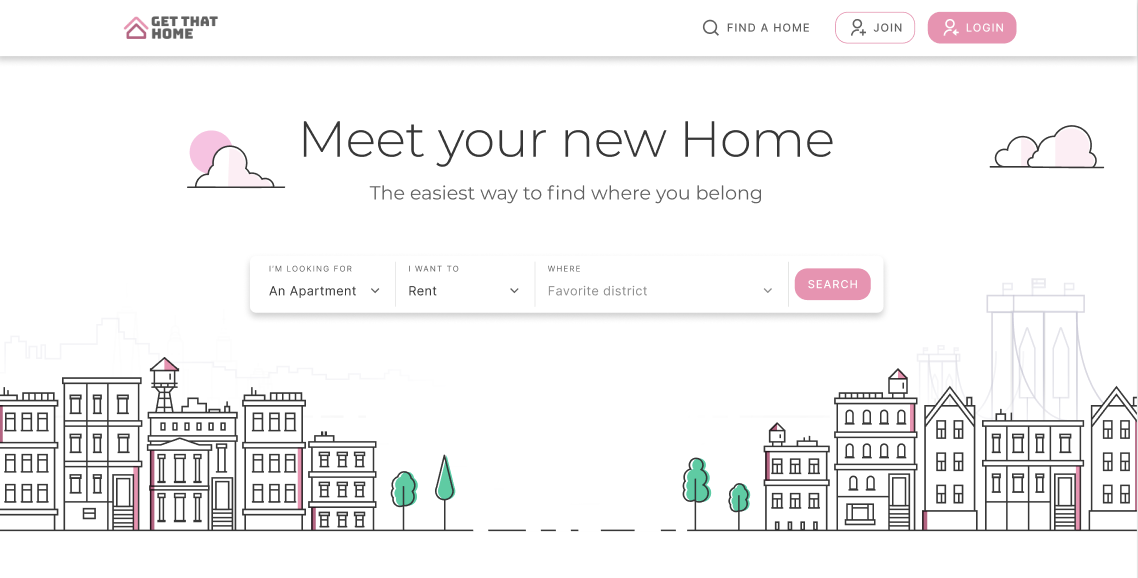 GET THAT
HOME
FIND A HOME
JOIN
LOGIN
Meet your new Home
The easiest way to find where you belong
I'M LOOKING FOR
An Apartment
I WANT TO
Rent
WHERE
Favorite district
SEARCH